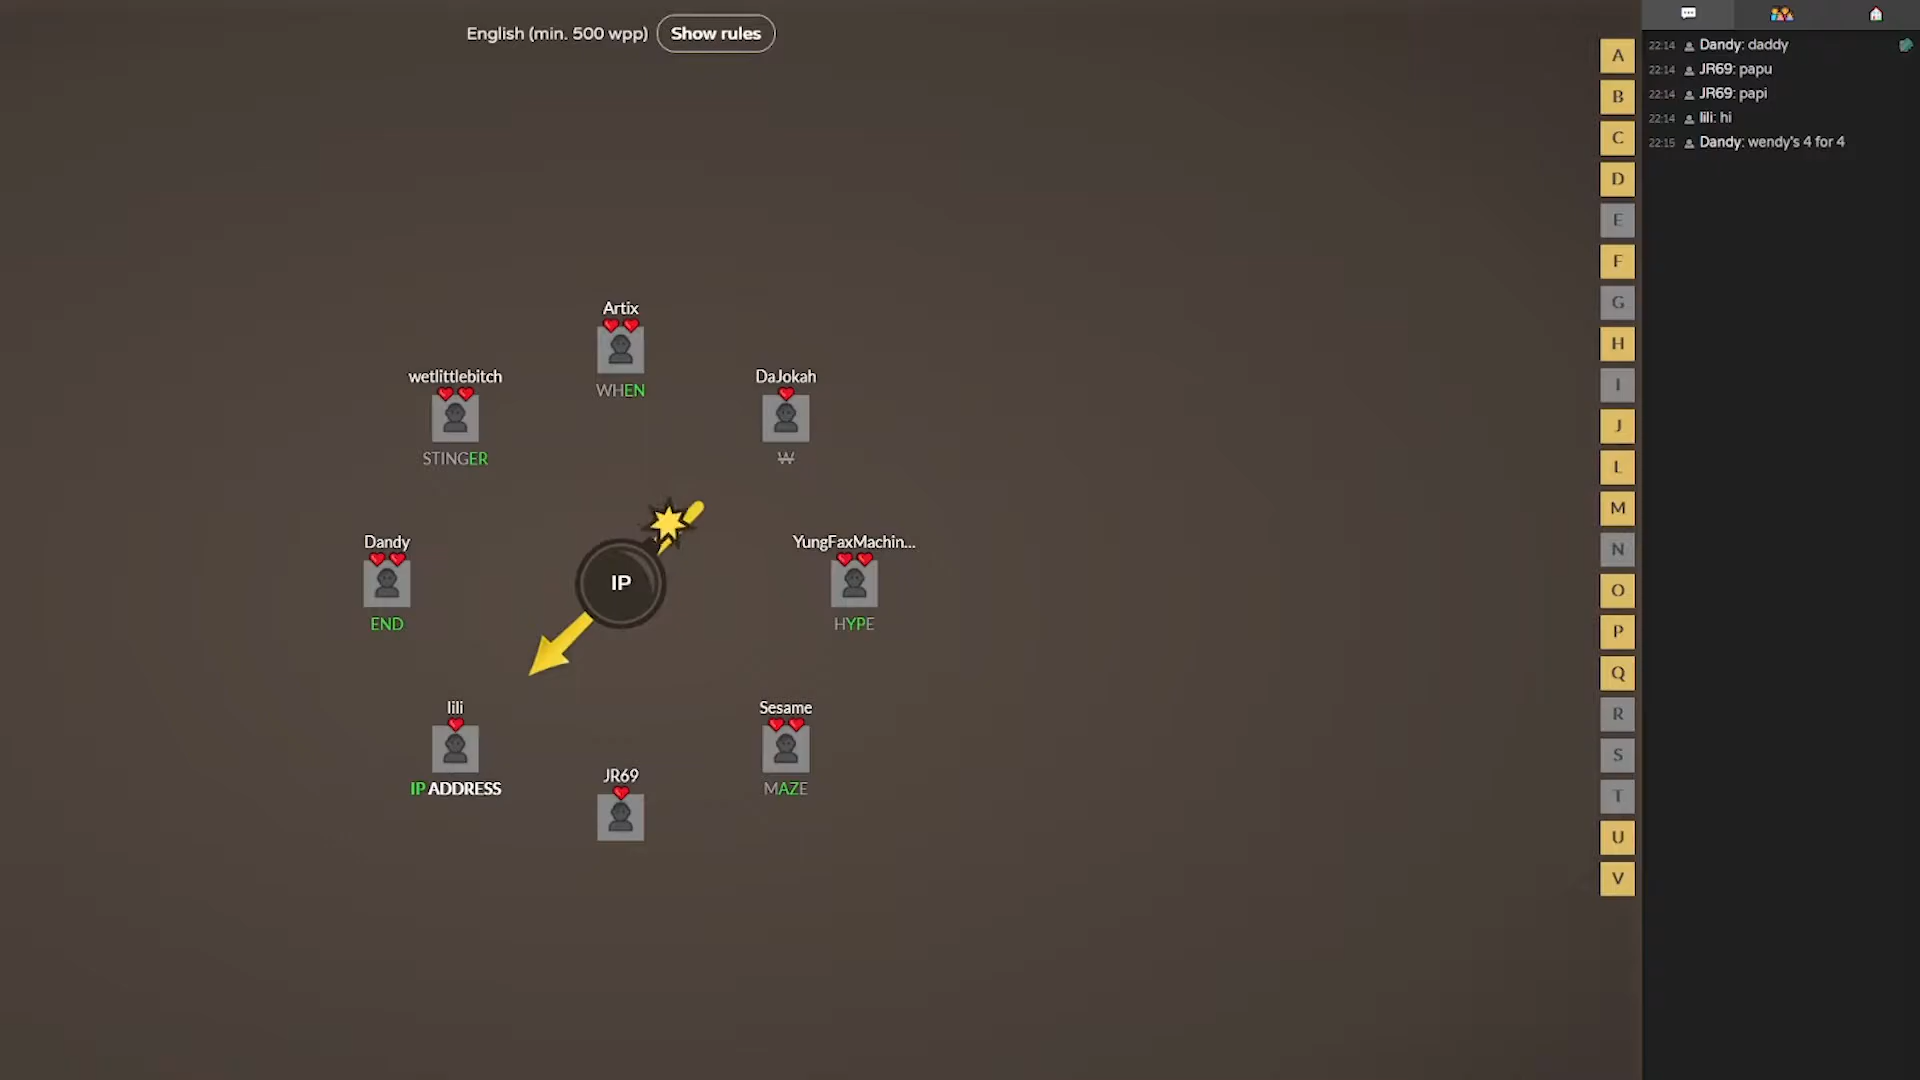 English (min. 500 wpp) Show rules
Artix
WHEN
wetlittlebitch
STINGER
DaJokah
W
Dandy
END
IP
YungFaxMachin...
HYPE
lili
IP ADDRESS
JR69
Sesame
MAZE
A
B
C
D
E
F
G
H
I
J
L
M
N
O
P
Q
R
S
T
U
V
22:14 Dandy: daddy
22:14 JR69: papu
22:14 JR69: papi
22:14 lili: hi
22:15 Dandy: wendy's 4 for 4